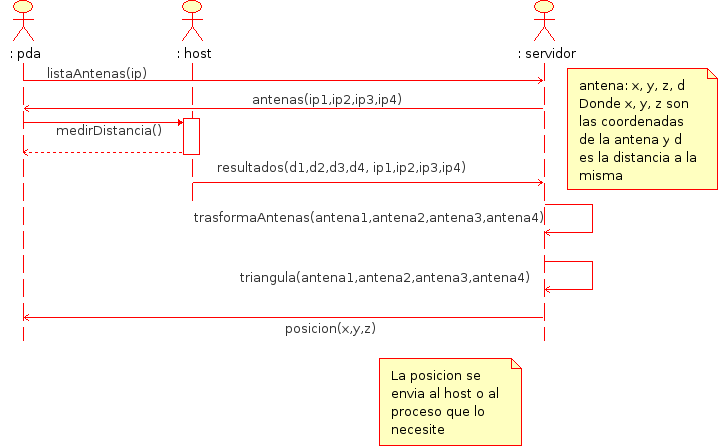 : pda
: host
: servidor
listaAntenas(ip)
antenas(ip1,ip2,ip3,ip4)
antena: x, y, z, d
Donde x, y, z son
las coordenadas
de la antena y d
es la distancia a la
misma
medirDistancia()
resultados(d1,d2,d3,d4, ip1,ip2,ip3,ip4)
trasformaAntenas(antena1,antena2,antena3,antena4)
triangula(antena1,antena2,antena3,antena4)
posicion(x,y,z)
La posicion se
envia al host o al
proceso que lo
necesite